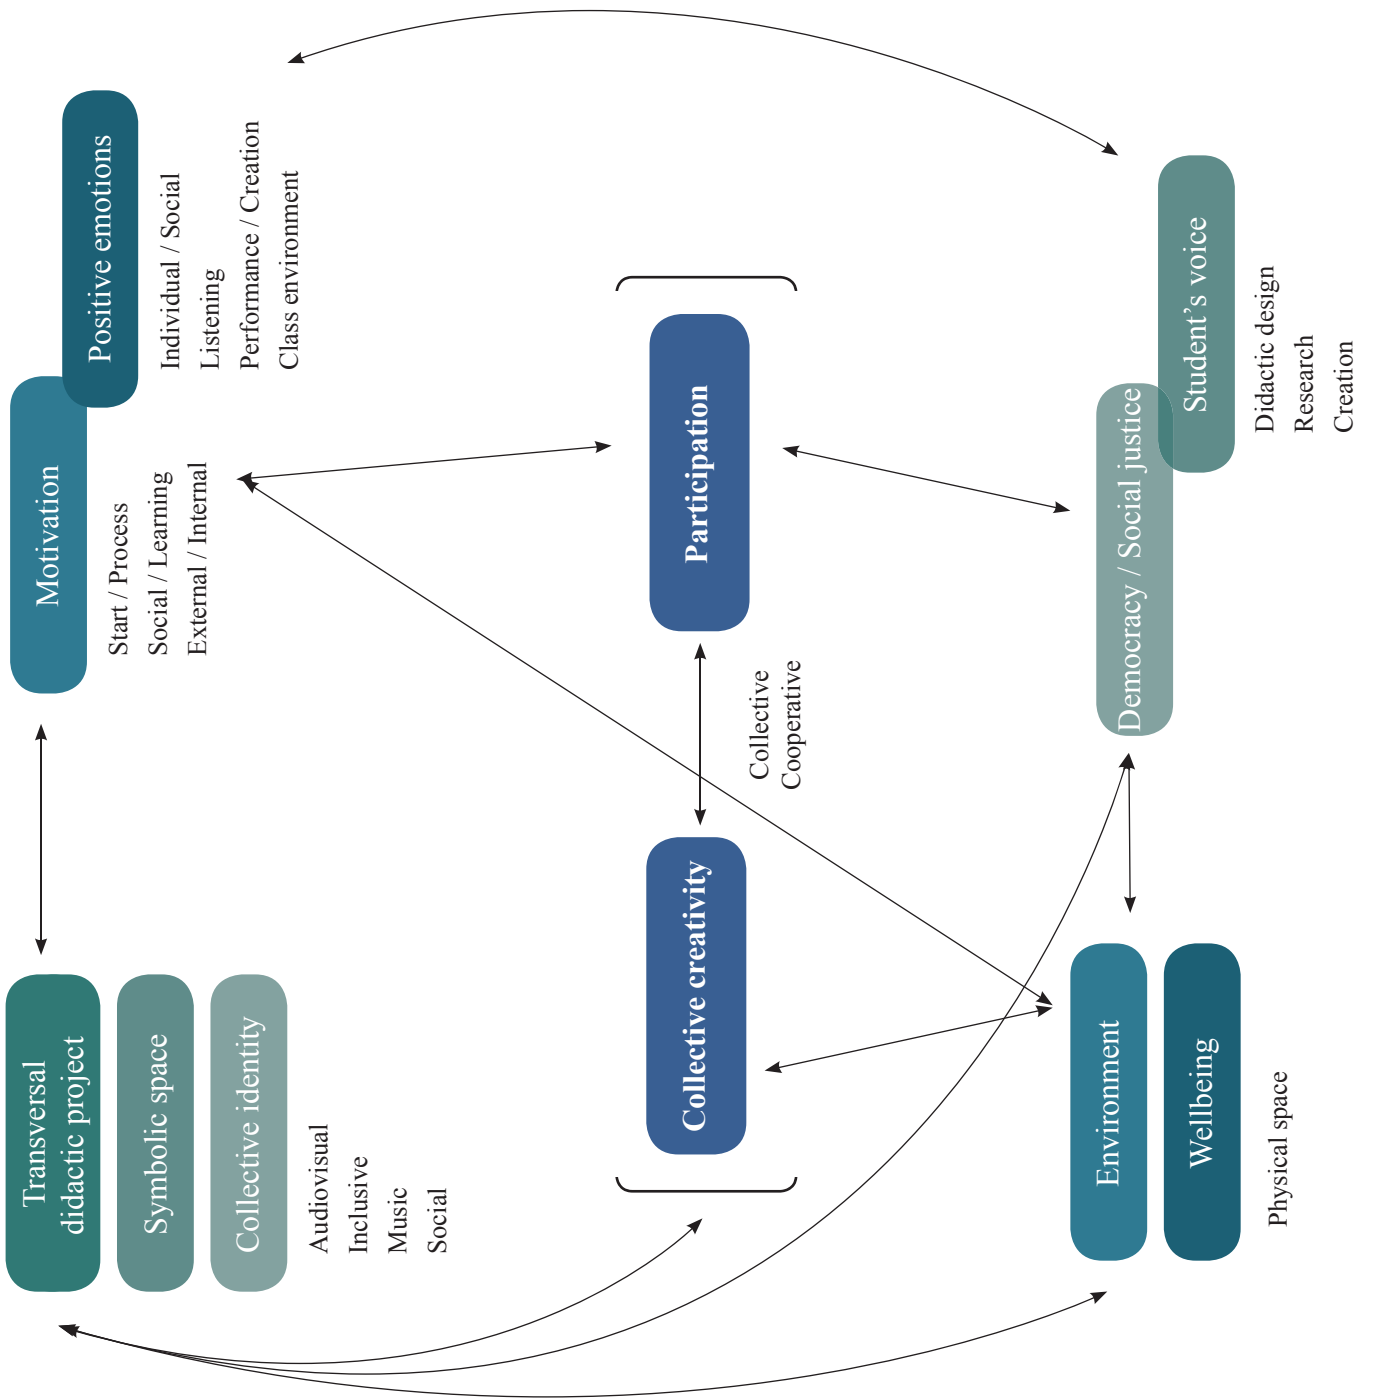 Transversal
didactic project
Symbolic space
Collective identity
Audiovisual
Inclusive
Music
Social
Motivation
Start / Process
Social / Learning
External / Internal
Positive emotions
Individual / Social
Listening
Performance / Creation
Class environment
Collective creativity
Collective
Cooperative
Participation
Environment
Wellbeing
Physical space
Democracy / Social justice
Student’s voice
Didactic design
Research
Creation